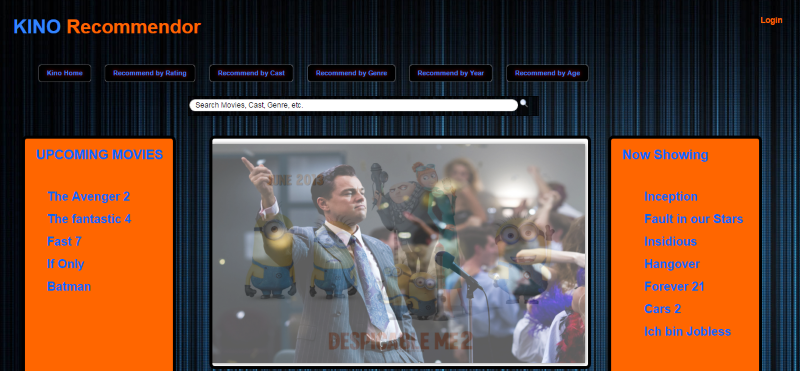 KINO Recommendor
Login
Kino Home
Recommend by Rating
Recommend by Cast
Recommend by Genre
Recommend by Year
Recommend by Age
Search Movies, Cast, Genre, etc.
UPCOMING MOVIES
The Avenger 2
The fantastic 4
Fast 7
If Only
Batman
JUNE 2013
DESPICABLE ME 2
Now Showing
Inception
Fault in our Stars
Insidious
Hangover
Forever 21
Cars 2
Ich bin Jobless